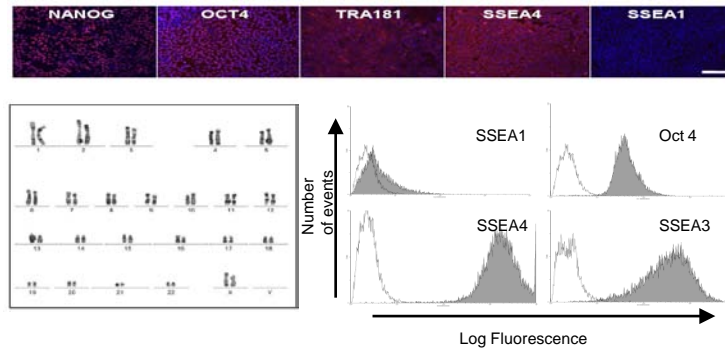 NANOG OCT4 TRA181 SSEA4 SSEA1
1 2 3 4 5
6 7 8 9 10 11 12
13 14 15 16 17 18
19 20 21 22 X Y
Number
of events
SSEA1 Oct 4
SSEA4 SSEA3
Log Fluorescence